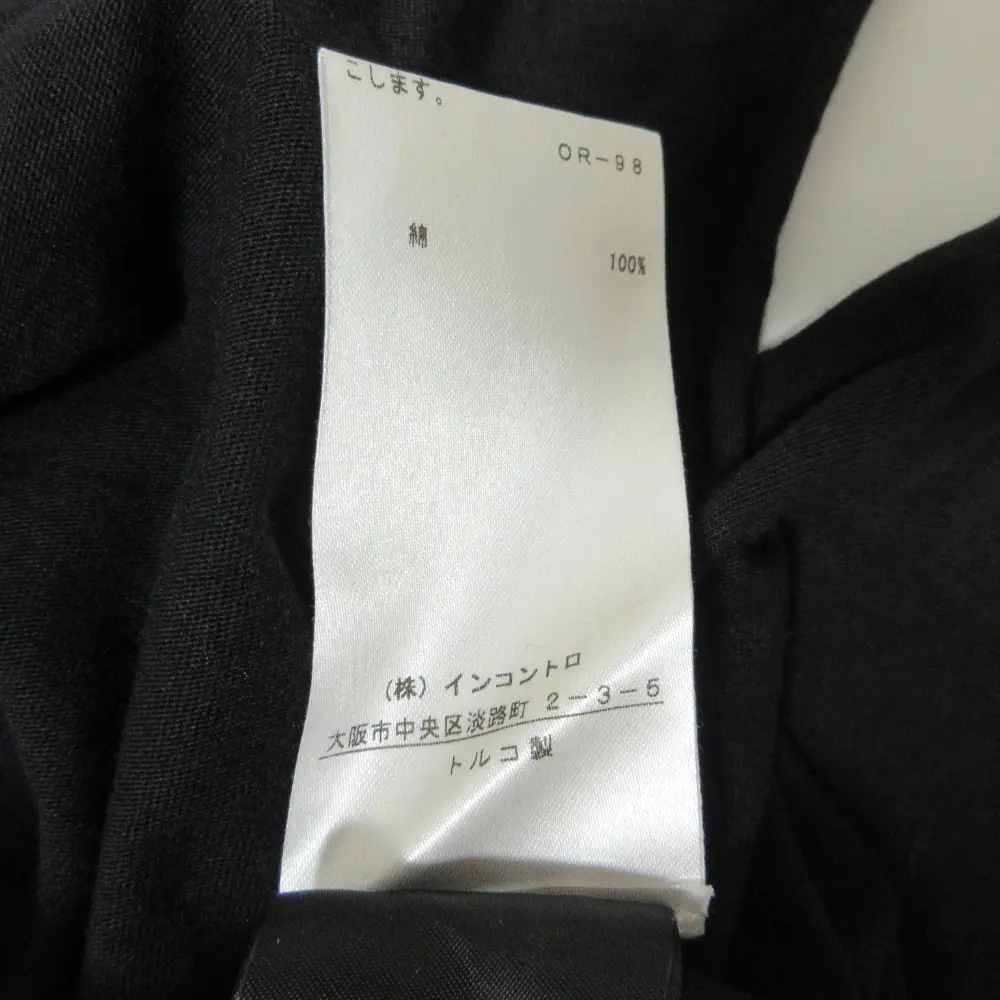 こします。
OR-98
綿
100%
(株)インコントロ
大阪市中央区淡路町 2-3-5
トルコ製